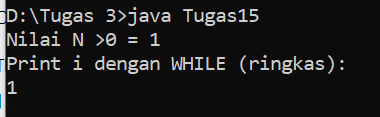 D:\Tugas 3>java Tugas15
Nilai N >0 = 1
Print i dengan WHILE (ringkas):
1